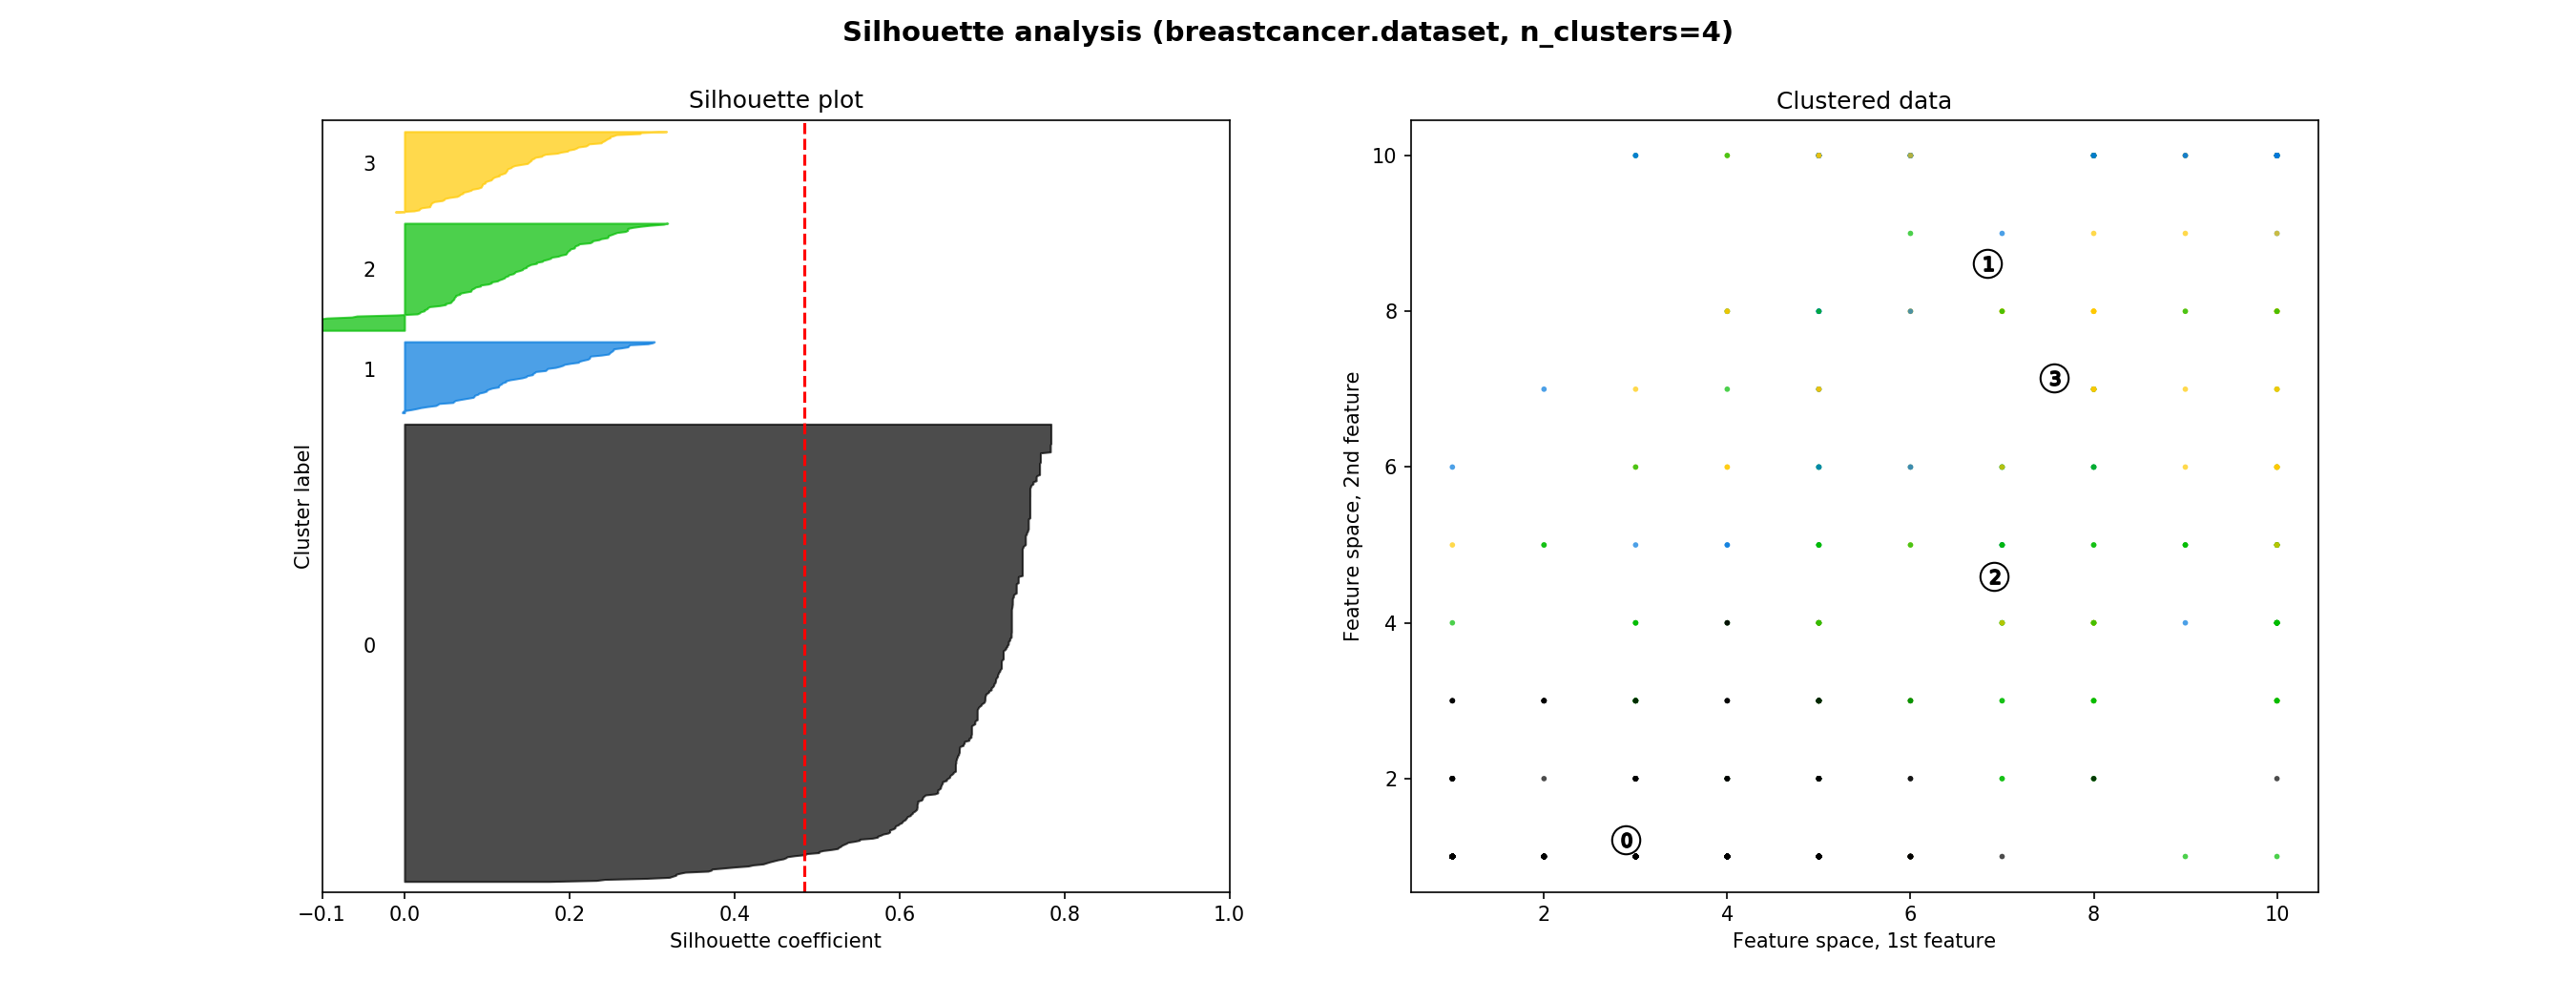 Silhouette analysis (breastcancer.dataset, n_clusters=4)
Silhouette plot
3
2
1
0
Cluster label
−0.1 0.0 0.2 0.4 0.6 0.8 1.0
Silhouette coefficient
Clustered data
10
8
6
4
2
Feature space, 2nd feature
1
3
2
0
2 4 6 8 10
Feature space, 1st feature